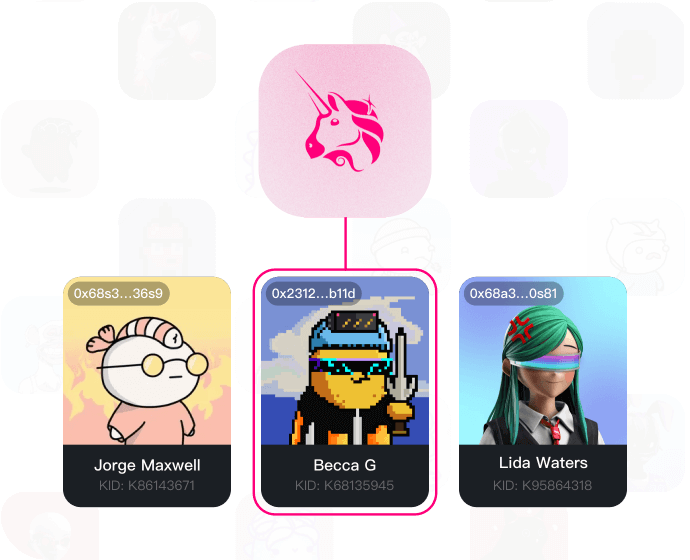 0x68s3...36s9
0x2312...b11d
0x68a3...0s81
Jorge Maxwell
KID: K86143671
Becca G
KID: K68135945
Lida Waters
KID: K95864318